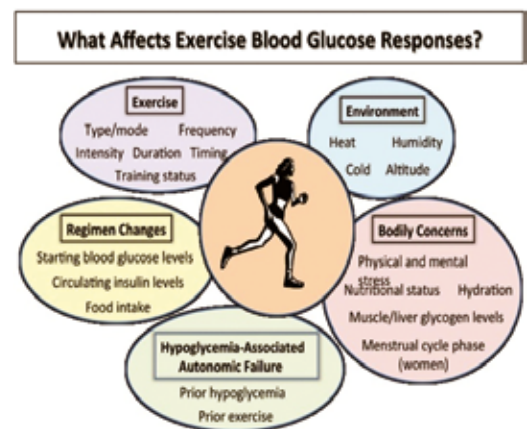 What Affects Exercise Blood Glucose Responses?
Exercise
Type/mode Frequency
Intensity Duration Timing
Training status
Environment
Heat Humidity
Cold Altitude
Regimen Changes
Starting blood glucose levels
Circulating insulin levels
Food intake
Bodily Concerns
Physical and mental
stress
Nutritional status Hydration
Muscle/liver glycogen levels
Menstrual cycle phase
(women)
Hypoglycemia-Associated
Autonomic Failure
Prior hypoglycemia
Prior exercise